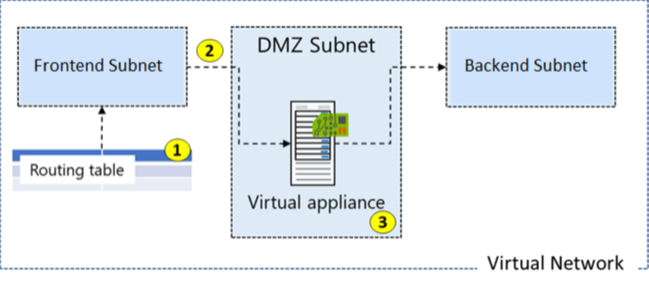 Frontend Subnet
2
DMZ Subnet
Backend Subnet
1
Routing table
Virtual appliance
3
Virtual Network